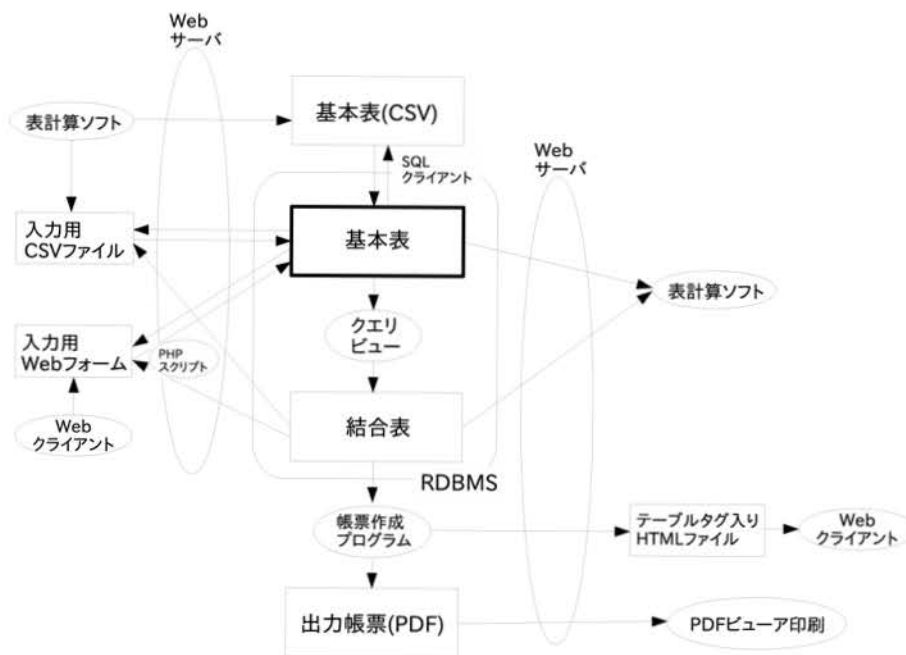 Web
サーバ
基本表(CSV)
表計算ソフト
SQL
クライアント
Web
サーバ
入力用
CSVファイル
基本表
表計算ソフト
クエリ
ビュー
入力用
Webフォーム
PHP
スクリプト
結合表
Web
クライアント
RDBMS
帳票作成
プログラム
テーブルタグ入り
HTMLファイル
Web
クライアント
出力帳票(PDF)
PDFビューア印刷